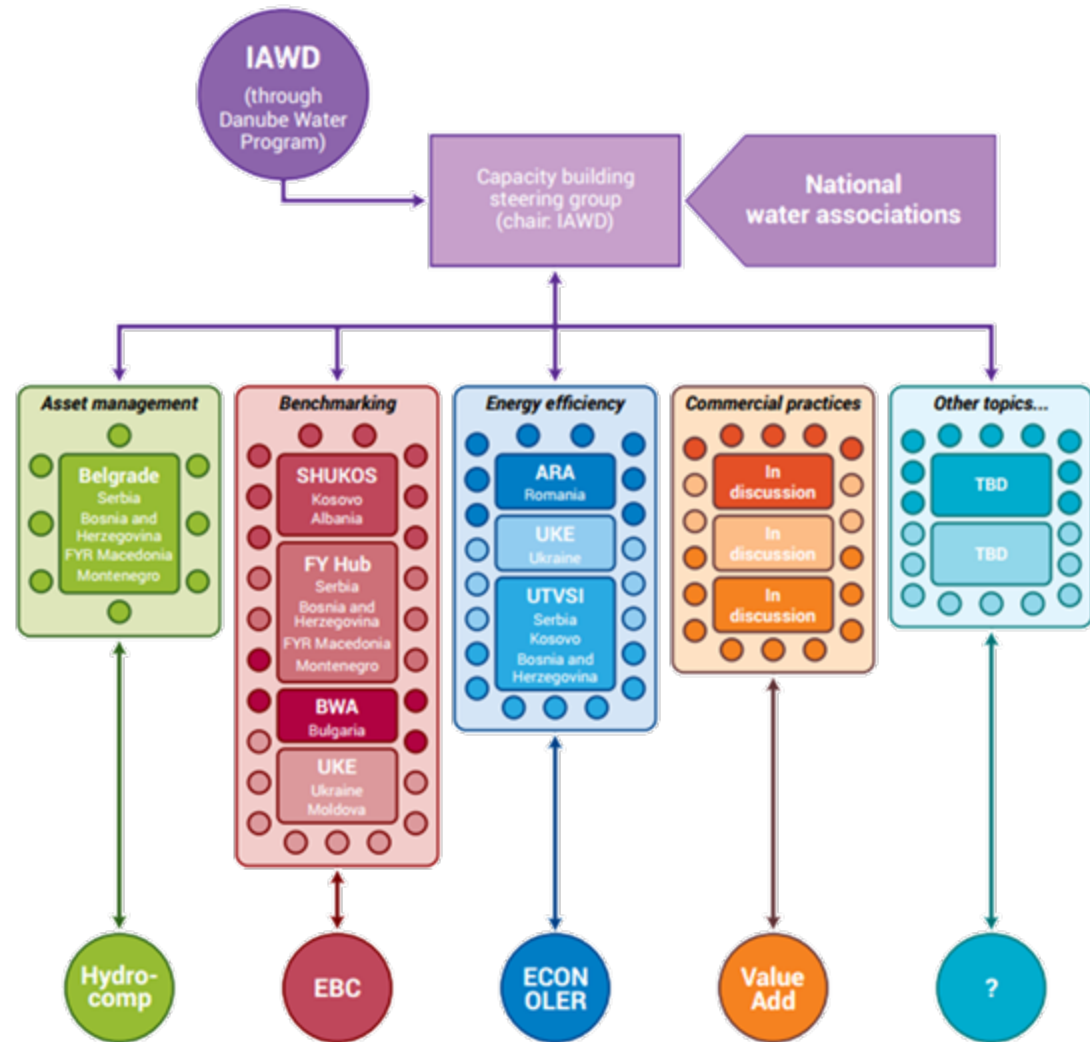 IAWD
(through
Danube Water
Program)
Capacity building
steering group
(chair: IAWD)
National
water associations
Asset management
Belgrade
Serbia
Bosnia and
Herzegovina
FYR Macedonia
Montenegro
Benchmarking
SHUKOS
Kosovo
Albania
FY Hub
Serbia
Bosnia and
Herzegovina
FYR Macedonia
Montenegro
BWA
Bulgaria
UKE
Ukraine
Moldova
Energy efficiency
ARA
Romania
UKE
Ukraine
UTVSI
Serbia
Kosovo
Bosnia and
Herzegovina
Commercial practices
In
discussion
In
discussion
In
discussion
Other topics...
TBD
TBD
Hydro-
comp
EBC
ECON
OLER
Value
Add
?